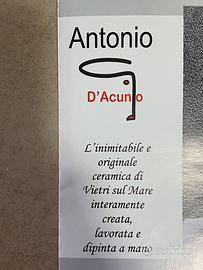 Antonio
D'Acunto
L'inimitabile e
originale
ceramica di
Vietri sul Mare
interamente
creata,
lavorata e
dipinta a mano